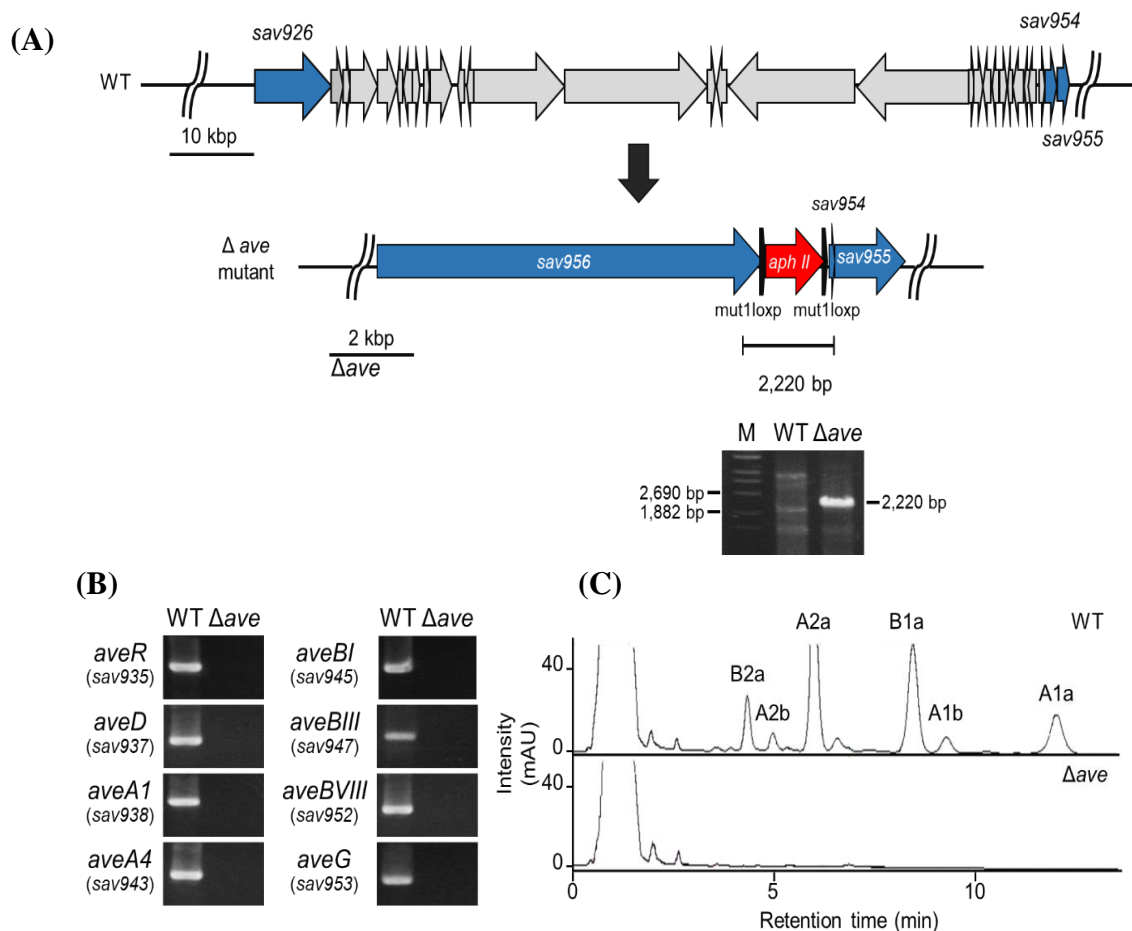 (A)
sav926
sav954
WT
sav955
10 kbp
sav954
Δ ave
mutant
sav956
aph II
sav955
mut1loxp mut1loxp
2 kbp
Δave
2,220 bp
M WT Δave
2,690 bp
1,882 bp
2,220 bp
(B)
WT Δave
aveR
(sav935)
aveD
(sav937)
aveA1
(sav938)
aveA4
(sav943)
WT Δave
aveBI
(sav945)
aveBIII
(sav947)
aveBVIII
(sav952)
aveG
(sav953)
(C)
A2a B1a WT
B2a
A2b A1b A1a
40
0
Δave
40
0
Intensity
(mAU)
0 5 10
Retention time (min)